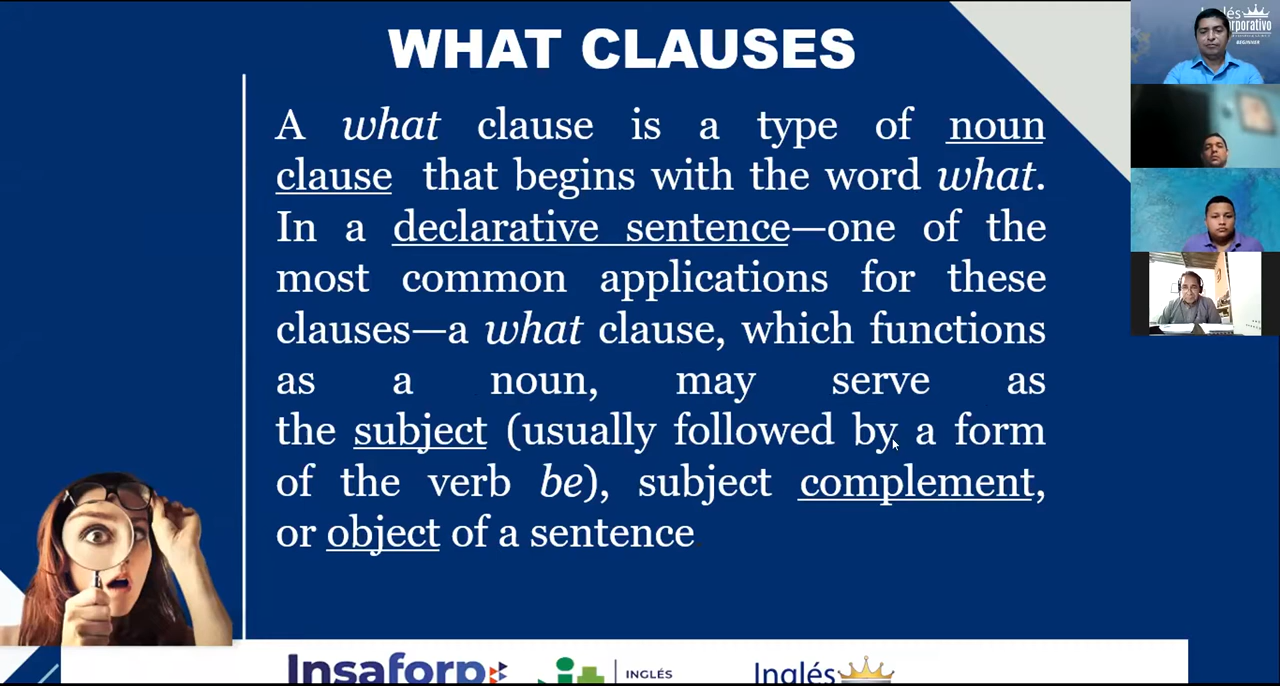 WHAT CLAUSES
A what clause is a type of noun
clause that begins with the word what.
In a declarative sentence—one of the
most common applications for these
clauses—a what clause, which functions
as a noun, may serve as
the subject (usually followed by a form
of the verb be), subject complement,
or object of a sentence
Insaforp
INGLÉS
Inglés
BEGINNER